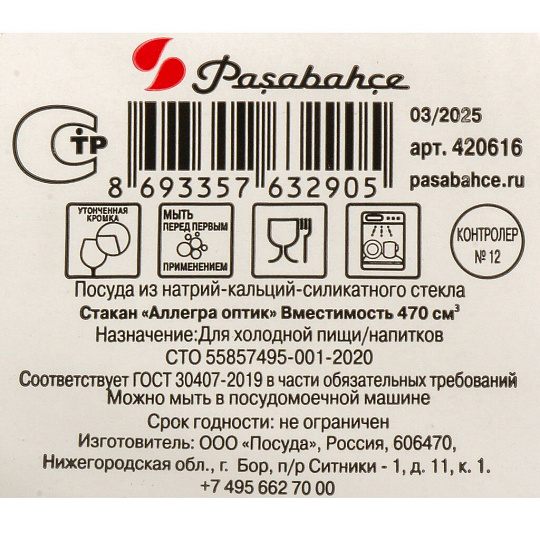 Paşabahçe
03/2025
СТР
арт. 420616
8 693357 632905
pasabahce.ru
УТОНЧЕННАЯ
КРОМКА
МЫТЬ
ПЕРЕД ПЕРВЫМ
ПРИМЕНЕНИЕМ
КОНТРОЛЕР
№ 12
Посуда из натрий-кальций-силикатного стекла
Стакан «Аллегра оптик» Вместимость 470 см³
Назначение:Для холодной пищи/напитков
СТО 55857495-001-2020
Соответствует ГОСТ 30407-2019 в части обязательных требований
Можно мыть в посудомоечной машине
Срок годности: не ограничен
Изготовитель: ООО «Посуда», Россия, 606470,
Нижегородская обл., г. Бор, п/р Ситники - 1, д. 11, к. 1.
+7 495 662 70 00